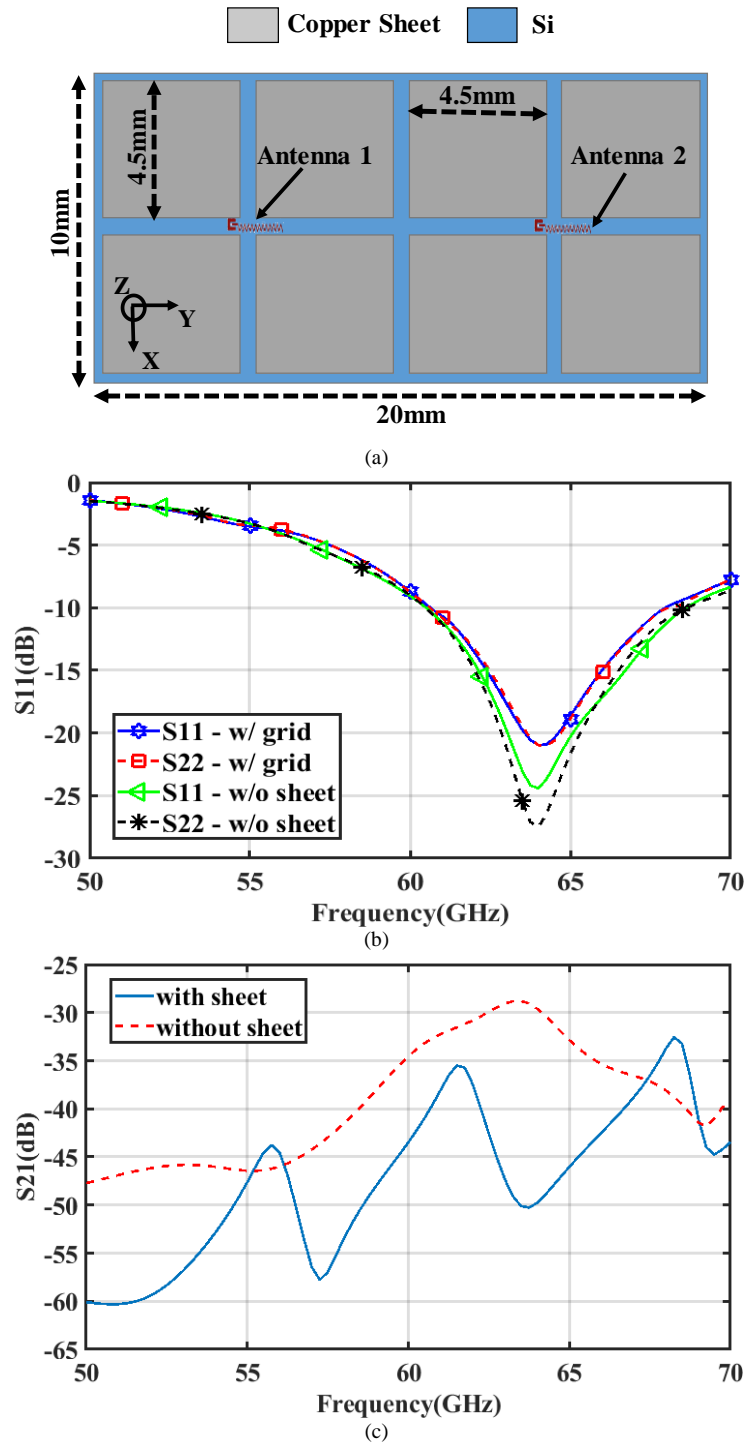 Copper Sheet Si
4.5mm
4.5mm
Antenna 1
Antenna 2
10mm
Z
Y
X
20mm
(a)
0
-5
-10
-15
-20
-25
-30
S11(dB)
S11 - w/ grid
S22 - w/ grid
S11 - w/o sheet
S22 - w/o sheet
50 55 60 65 70
Frequency(GHz)
(b)
-25
-30
-35
-40
-45
-50
-55
-60
-65
S21(dB)
with sheet
without sheet
50 55 60 65 70
Frequency(GHz)
(c)